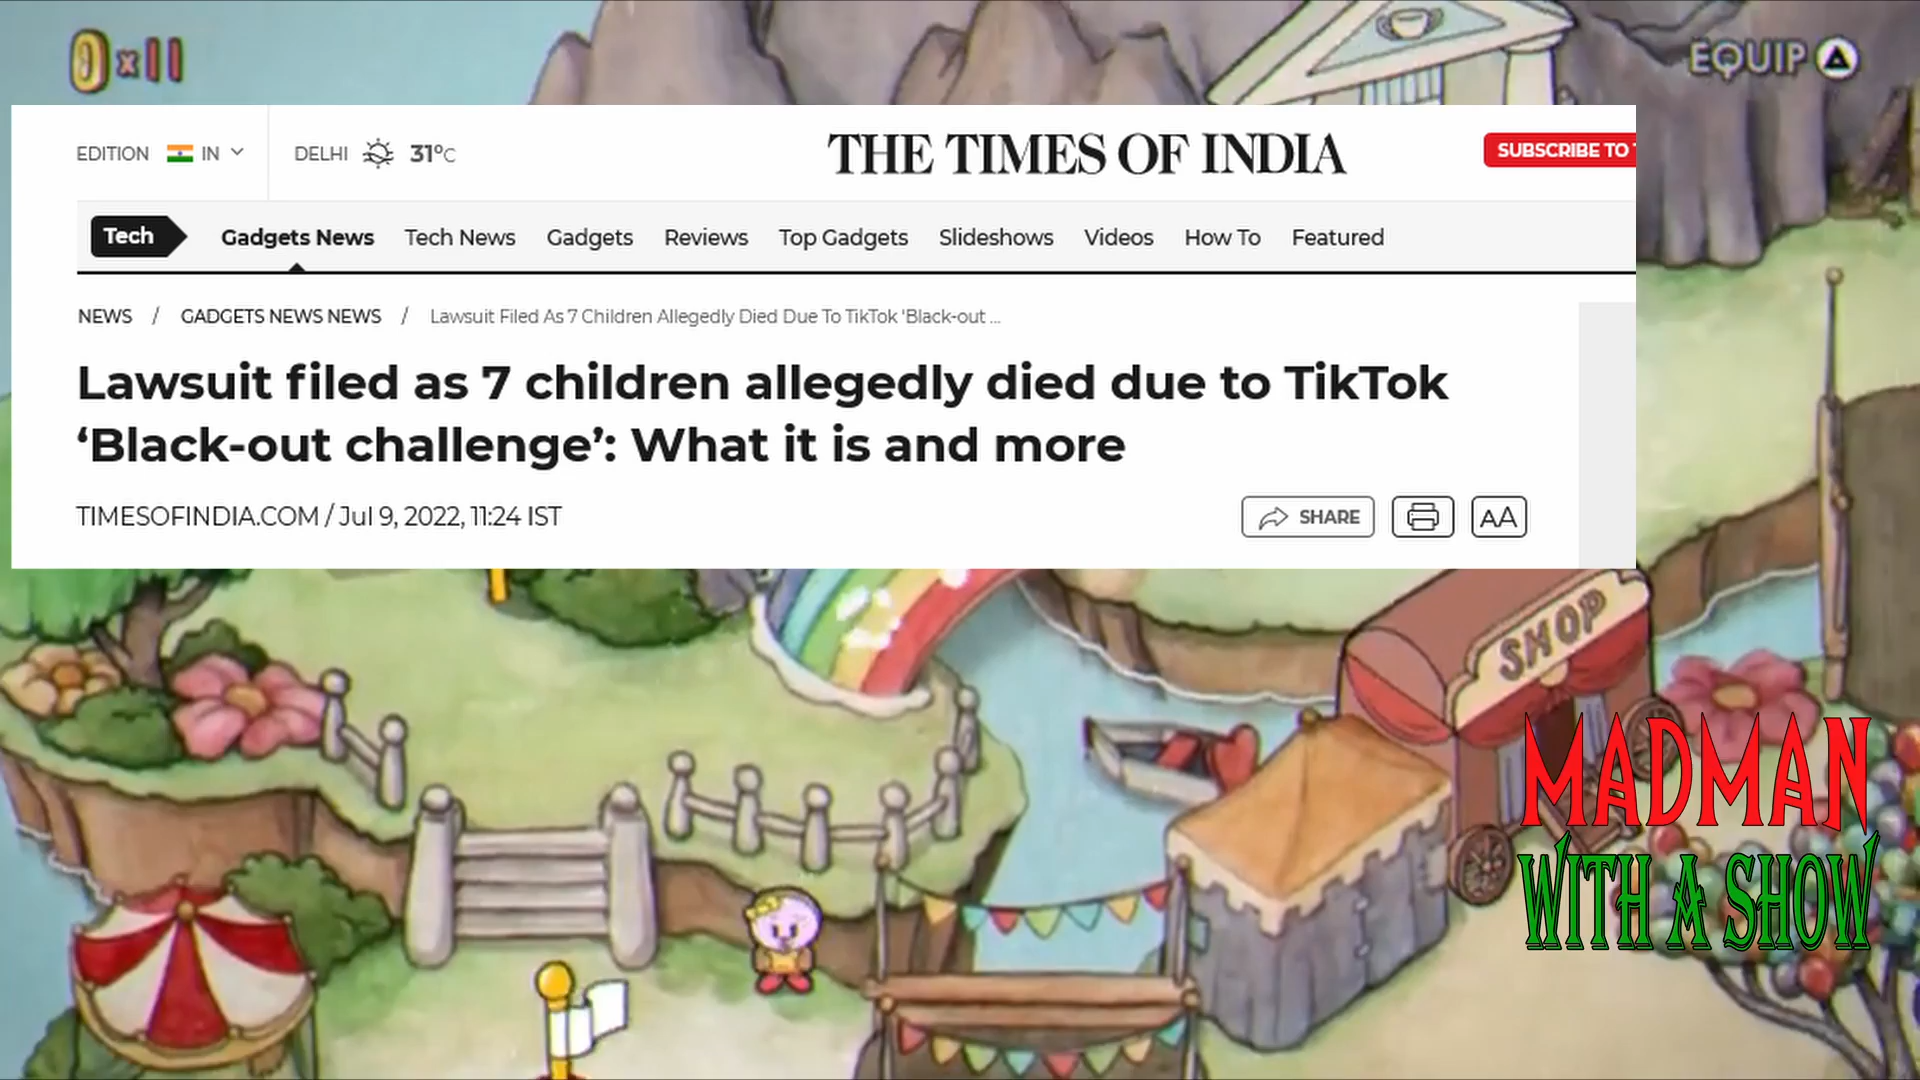 0x11
EQUIP
EDITION IN
DELHI 31°C
THE TIMES OF INDIA
SUBSCRIBE TO
Tech
Gadgets News Tech News Gadgets Reviews Top Gadgets Slideshows Videos How To Featured
NEWS / GADGETS NEWS NEWS / Lawsuit Filed As 7 Children Allegedly Died Due To TikTok 'Black-out ...
Lawsuit filed as 7 children allegedly died due to TikTok
‘Black-out challenge’: What it is and more
TIMESOFINDIA.COM / Jul 9, 2022, 11:24 IST
SHARE
AA
SHOP
MADMAN
WITH A SHOW